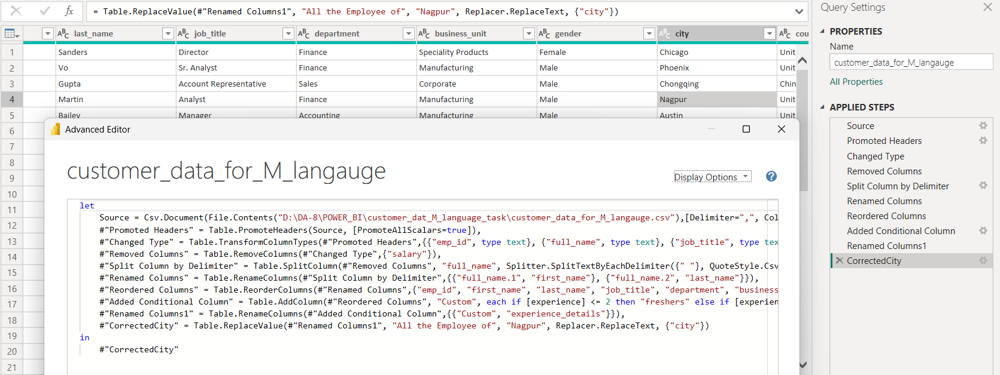 = Table.ReplaceValue(#"Renamed Columns1", "All the Employee of", "Nagpur", Replacer.ReplaceText, {"city"})
last_name job_title department business_unit gender city cou
1 Sanders Director Finance Speciality Products Female Chicago Unit
2 Vo Sr. Analyst Finance Manufacturing Male Phoenix Unit
3 Gupta Account Representative Sales Corporate Male Chongqing Chin
4 Martin Analyst Finance Manufacturing Male Nagpur Unit
5 Bailey Manager Accounting Manufacturing Male Austin Unit
6
7
8
9
10
11
12
13
14
15
16
17
18
19
20
21
Advanced Editor
customer_data_for_M_langauge
Display Options
let
Source = Csv.Document(File.Contents("D:\DA-8\POWER_BI\customer_dat_M_language_task\customer_data_for_M_langauge.csv"),[Delimiter=",", Col
#"Promoted Headers" = Table.PromoteHeaders(Source, [PromoteAllScalars=true]),
#"Changed Type" = Table.TransformColumnTypes(#"Promoted Headers",{{"emp_id", type text}, {"full_name", type text}, {"job_title", type tex
#"Removed Columns" = Table.RemoveColumns(#"Changed Type",{"salary"}),
#"Split Column by Delimiter" = Table.SplitColumn(#"Removed Columns", "full_name", Splitter.SplitTextByEachDelimiter({" "}, QuoteStyle.Csv
#"Renamed Columns" = Table.RenameColumns(#"Split Column by Delimiter",{{"full_name.1", "first_name"}, {"full_name.2", "last_name"}}),
#"Reordered Columns" = Table.ReorderColumns(#"Renamed Columns",{"emp_id", "first_name", "last_name", "job_title", "department", "business
#"Added Conditional Column" = Table.AddColumn(#"Reordered Columns", "Custom", each if [experience] <= 2 then "freshers" else if [experien
#"Renamed Columns1" = Table.RenameColumns(#"Added Conditional Column",{{"Custom", "experience_details"}}),
#"CorrectedCity" = Table.ReplaceValue(#"Renamed Columns1", "All the Employee of", "Nagpur", Replacer.ReplaceText, {"city"})
in
#"CorrectedCity"
Query Settings
PROPERTIES
Name
customer_data_for_M_langauge
All Properties
APPLIED STEPS
Source
Promoted Headers
Changed Type
Removed Columns
Split Column by Delimiter
Renamed Columns
Reordered Columns
Added Conditional Column
Renamed Columns1
CorrectedCity